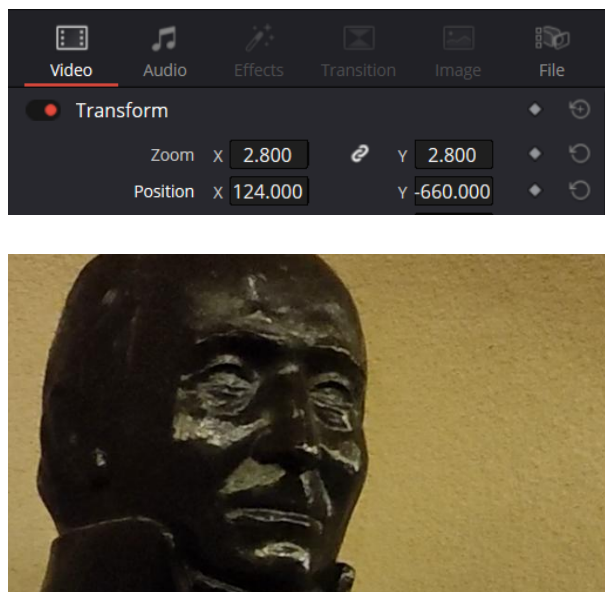 Video Audio Effects Transition Image File
Transform
Zoom X 2.800 Y 2.800
Position X 124.000 Y -660.000